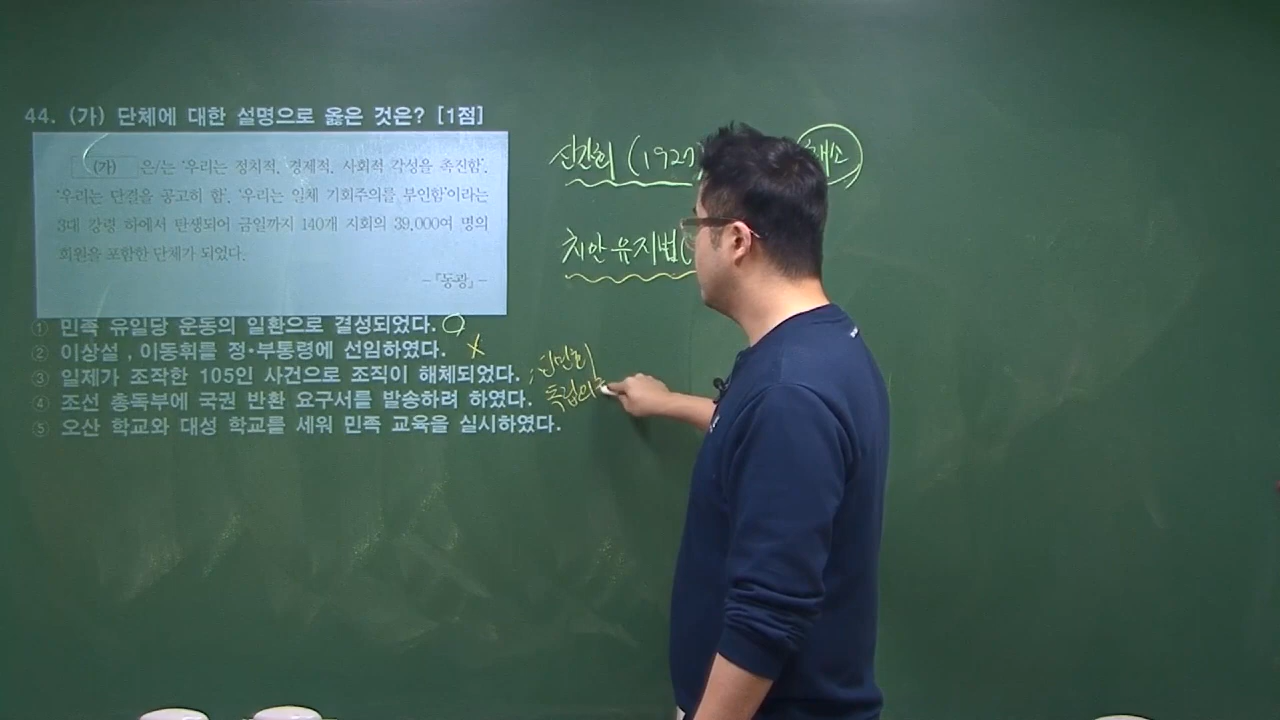 44. (가) 단체에 대한 설명으로 옳은 것은? [1점]
(가) 은/는 '우리는 정치적, 경제적, 사회적 각성을 촉진함',
'우리는 단결을 공고히 함', '우리는 일체 기회주의를 부인함'이라는
3대 강령 하에서 탄생되어 금일까지 140개 지회의 39,000여 명의
회원을 포함한 단체가 되었다.
-『동광』-
① 민족 유일당 운동의 일환으로 결성되었다. O
② 이상설, 이동휘를 정·부통령에 선임하였다. X
③ 일제가 조작한 105인 사건으로 조직이 해체되었다. : 신민회
④ 조선 총독부에 국권 반환 요구서를 발송하려 하였다. 독립의
⑤ 오산 학교와 대성 학교를 세워 민족 교육을 실시하였다.
신간회 (1927
해소
치안유지법(